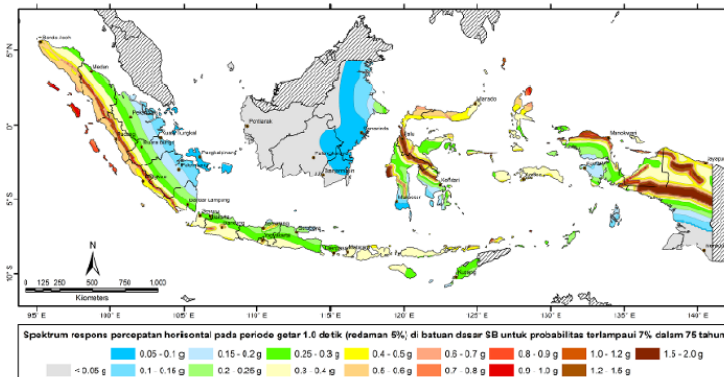 5°N
Banda Aceh
Medan
Manado
0°
Pontianak
Manokwari
Padang
Jayapura
Kendari
5°S
Makassar
Bandar Lampung
N
10°S
Kupang
0 125 250 500 750 1.000
Kilometers
95°E 100°E 105°E 110°E 115°E 120°E 125°E 130°E 135°E 140°E
Spektrum respons percepatan horisontal pada periode getar 1.0 detik (redaman 5%) di batuan dasar SB untuk probabilitas terlampaui 7% dalam 75 tahun
0.05 - 0.1 g 0.15 - 0.2 g 0.25 - 0.3 g 0.4 - 0.5 g 0.6 - 0.7 g 0.8 - 0.9 g 1.0 - 1.2 g 1.5 - 2.0 g
< 0.05 g 0.1 - 0.15 g 0.2 - 0.25 g 0.3 - 0.4 g 0.5 - 0.6 g 0.7 - 0.8 g 0.9 - 1.0 g 1.2 - 1.5 g